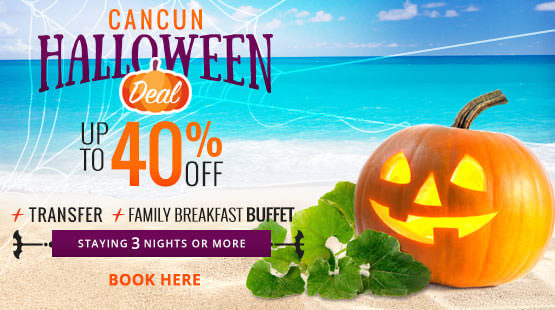 CANCUN
HALLOWEEN
Deal
UP TO 40% OFF
+ TRANSFER + FAMILY BREAKFAST BUFFET
STAYING 3 NIGHTS OR MORE
BOOK HERE